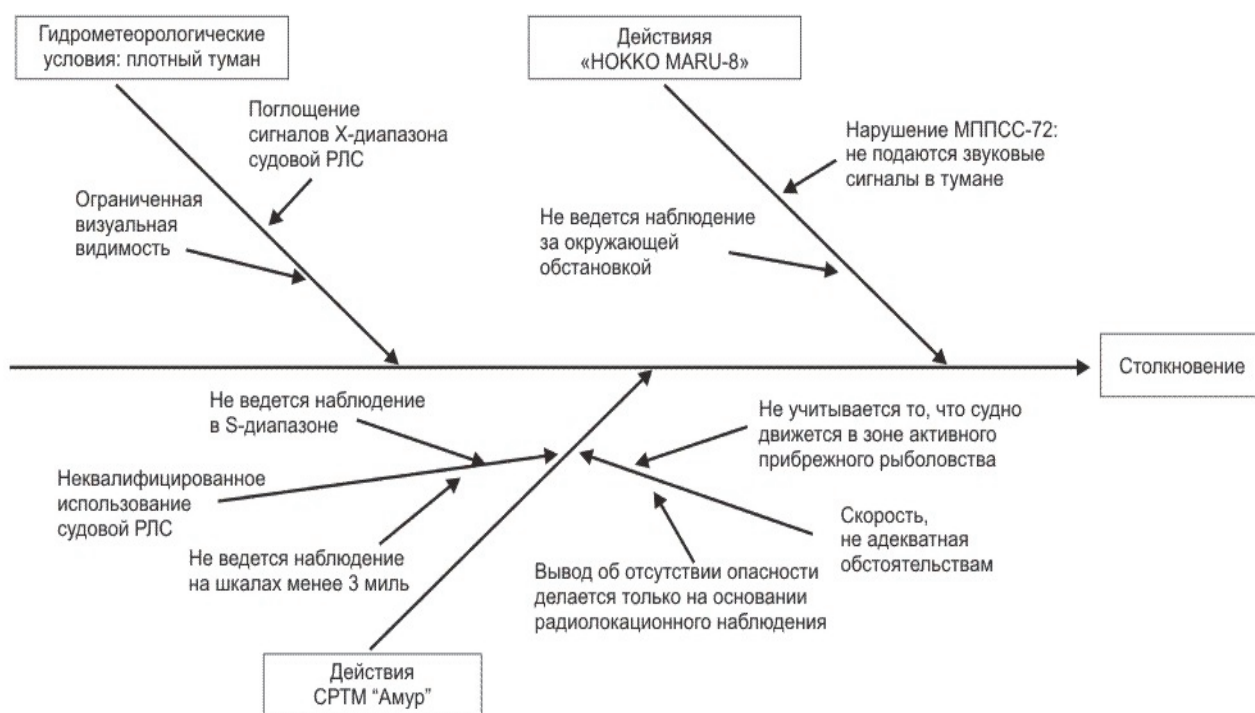 Гидрометеорологические
условия: плотный туман
Действияя
«HOKKO MARU-8»
Поглощение
сигналов X-диапазона
судовой РЛС
Ограниченная
визуальная
видимость
Нарушение МППСС-72:
не подаются звуковые
сигналы в тумане
Не ведется наблюдение
за окружающей
обстановкой
Столкновение
Не ведется наблюдение
в S-диапазоне
Неквалифицированное
использование
судовой РЛС
Не ведется наблюдение
на шкалах менее 3 миль
Не учитывается то, что судно
движется в зоне активного
прибрежного рыболовства
Скорость,
не адекватная
обстоятельствам
Вывод об отсутствии опасности
делается только на основании
радиолокационного наблюдения
Действия
СРТМ “Амур”